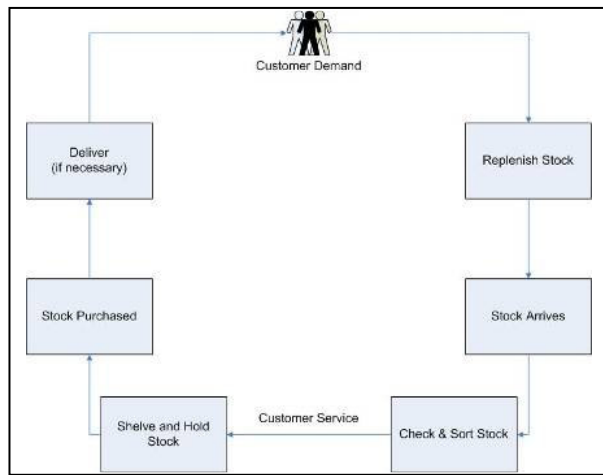 Customer Demand
Deliver
(if necessary)
Replenish Stock
Stock Purchased
Stock Arrives
Shelve and Hold
Stock
Customer Service
Check & Sort Stock